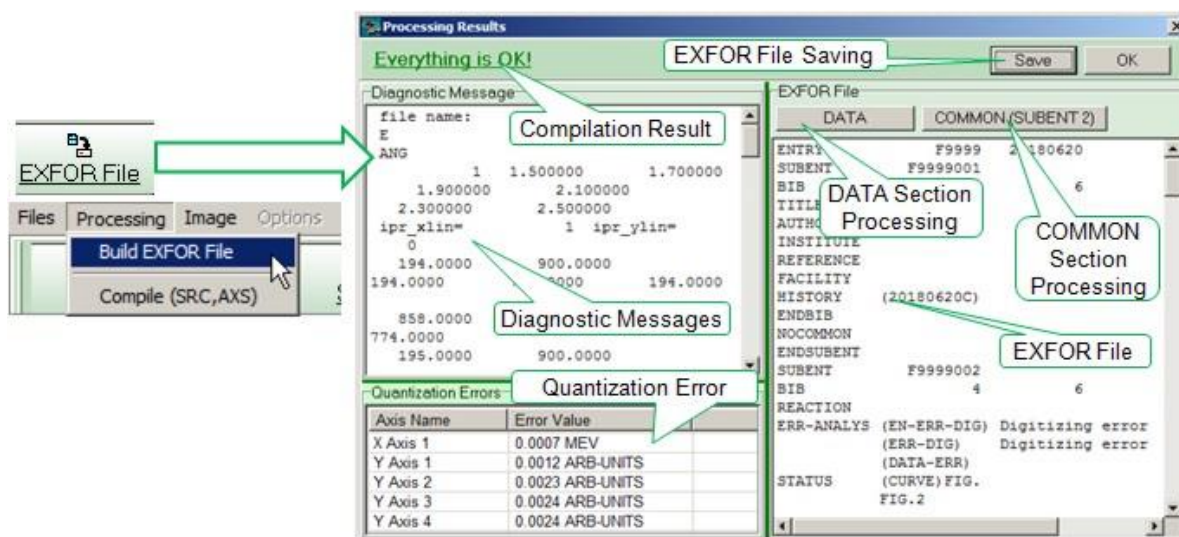 EXFOR File
Files Processing Image Options
Build EXFOR File
Compile (SRC,AXS)
Processing Results
Everything is OK!
EXFOR File Saving
Save
OK
Diagnostic Message
file name:
E
ANG
1 1.500000 1.700000
1.900000 2.100000
2.300000 2.500000
ipr_xlin= 1 ipr_ylin=
0
194.0000 900.0000
194.0000 194.0000
858.0000
774.0000
195.0000 900.0000
Compilation Result
Diagnostic Messages
Quantization Errors
Quantization Error
Axis Name Error Value
X Axis 1 0.0007 MEV
Y Axis 1 0.0012 ARB-UNITS
Y Axis 2 0.0023 ARB-UNITS
Y Axis 3 0.0024 ARB-UNITS
Y Axis 4 0.0024 ARB-UNITS
EXFOR File
DATA
COMMON (SUBENT 2)
ENTRY F9999 20180620
SUBENT F9999001
BIB 6
TITLE
INSTITUTE
REFERENCE
FACILITY
HISTORY (20180620C)
ENDBIB
NOCOMMON
ENDSUBENT
SUBENT F9999002
BIB 4 6
REACTION
ERR-ANALYS (EN-ERR-DIG) Digitizing error
(ERR-DIG) Digitizing error
(DATA-ERR)
STATUS (CURVE) FIG.
FIG.2
DATA Section
Processing
COMMON
Section
Processing
EXFOR File